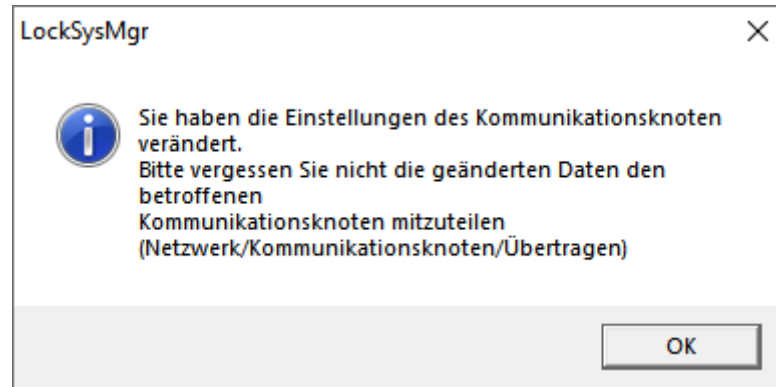 LockSysMgr
Sie haben die Einstellungen des Kommunikationsknoten
verändert.
Bitte vergessen Sie nicht die geänderten Daten den
betroffenen
Kommunikationsknoten mitzuteilen
(Netzwerk/Kommunikationsknoten/Übertragen)
OK